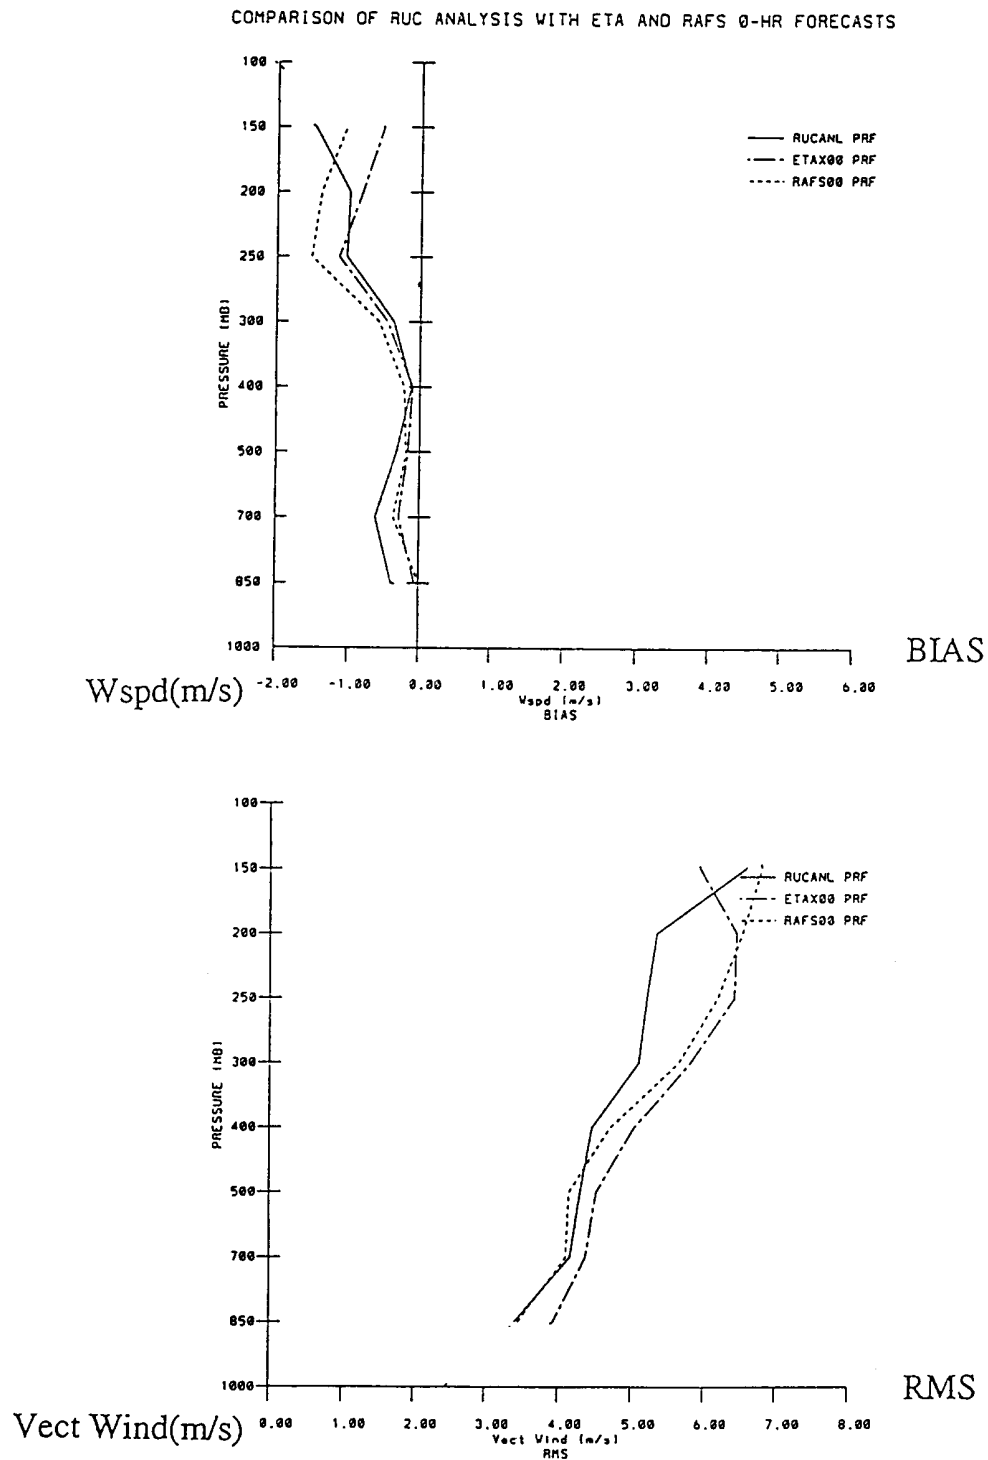 COMPARISON OF RUC ANALYSIS WITH ETA AND RAFS 0-HR FORECASTS
100
150
200
250
300
400
500
700
850
1000
PRESSURE (MB)
RUCANL PRF
ETAX00 PRF
RAFS00 PRF
BIAS
Wspd(m/s)
-2.00 -1.00 0.00 1.00 2.00 3.00 4.00 5.00 6.00
Wspd (m/s)
BIAS
100
150
200
250
300
400
500
700
850
1000
PRESSURE (MB)
RUCANL PRF
ETAX00 PRF
RAFS00 PRF
RMS
Vect Wind(m/s)
0.00 1.00 2.00 3.00 4.00 5.00 6.00 7.00 8.00
Vect Wind (m/s)
RMS